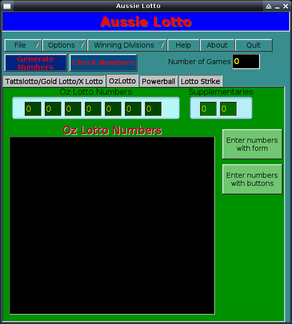 Aussie Lotto
Aussie Lotto
File Options Winning Divisions Help About Quit
Generate Numbers
Check Numbers
Number of Games 0
Tattslotto/Gold Lotto/X Lotto OzLotto Powerball Lotto Strike
Oz Lotto Numbers Supplementaries
0 0 0 0 0 0 0 0 0
Oz Lotto Numbers
Enter numbers
with form
Enter numbers
with buttons